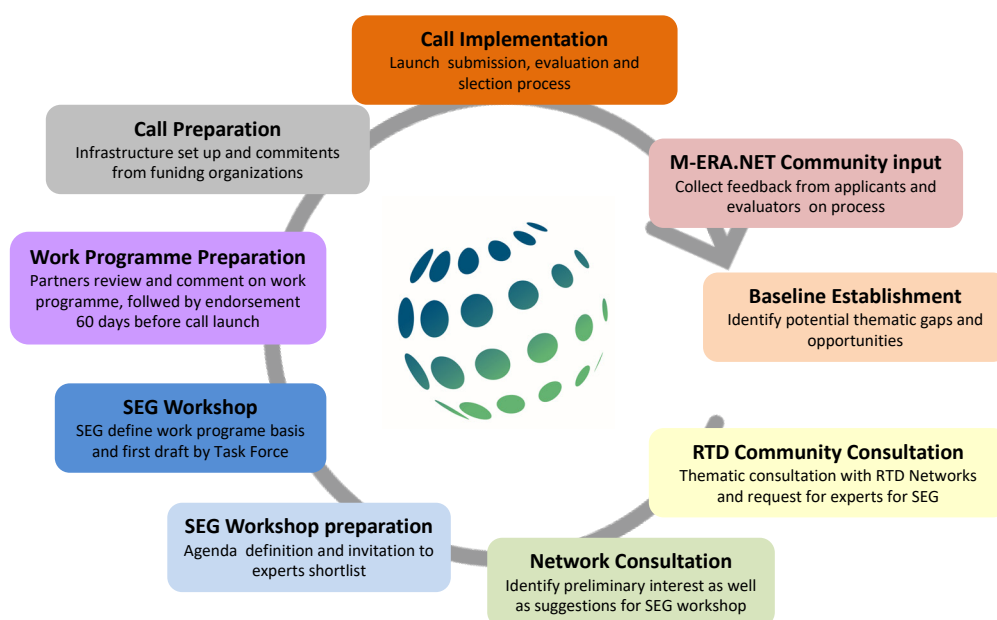 Call Implementation
Launch submission, evaluation and
slection process
Call Preparation
Infrastructure set up and commitents
from funidng organizations
M-ERA.NET Community input
Collect feedback from applicants and
evaluators on process
Work Programme Preparation
Partners review and comment on work
programme, follwed by endorsement
60 days before call launch
Baseline Establishment
Identify potential thematic gaps and
opportunities
SEG Workshop
SEG define work programe basis
and first draft by Task Force
RTD Community Consultation
Thematic consultation with RTD Networks
and request for experts for SEG
SEG Workshop preparation
Agenda definition and invitation to
experts shortlist
Network Consultation
Identify preliminary interest as well
as suggestions for SEG workshop